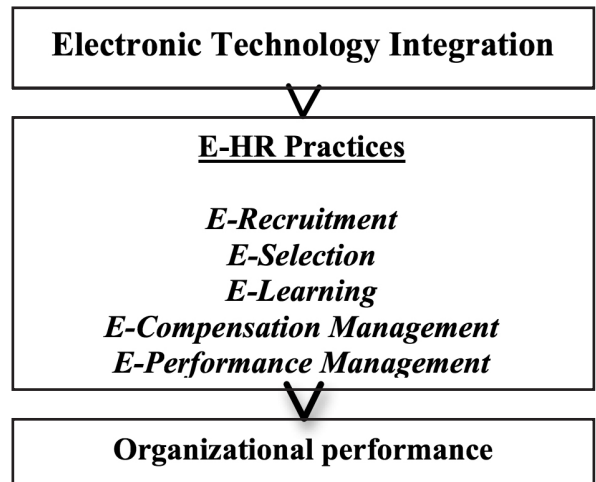 Electronic Technology Integration
E-HR Practices
E-Recruitment
E-Selection
E-Learning
E-Compensation Management
E-Performance Management
Organizational performance